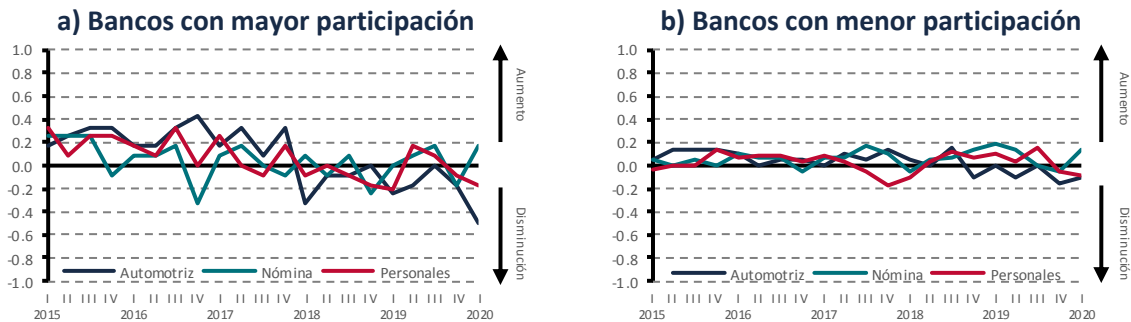 a) Bancos con mayor participación
1.0
0.8
0.6
0.4
0.2
0.0
-0.2
-0.4
-0.6
-0.8
-1.0
Aumento
Disminución
Automotriz Nómina Personales
I II III IV I II III IV I II III IV I II III IV I II III IV I
2015 2016 2017 2018 2019 2020
b) Bancos con menor participación
1.0
0.8
0.6
0.4
0.2
0.0
-0.2
-0.4
-0.6
-0.8
-1.0
Aumento
Disminución
Automotriz Nómina Personales
I II III IV I II III IV I II III IV I II III IV I II III IV I
2015 2016 2017 2018 2019 2020